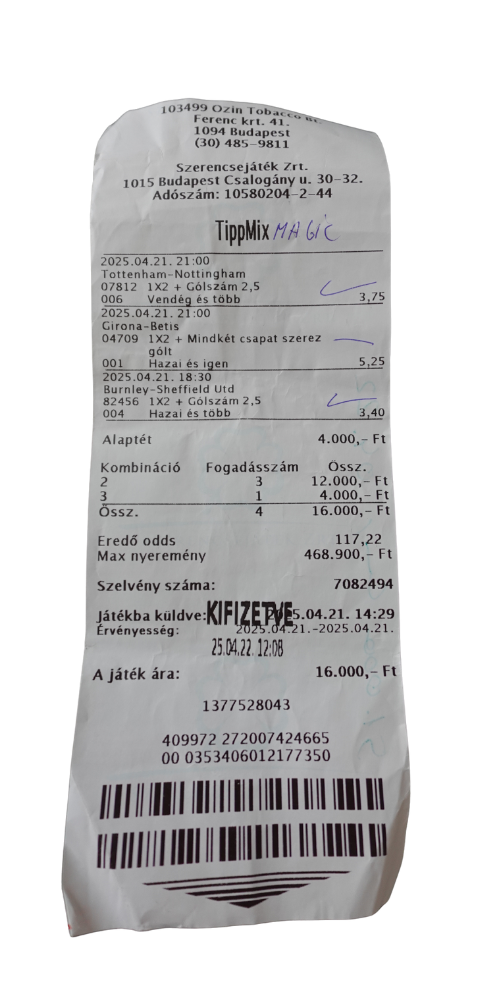 103499 Ozin Tobacco
Ferenc krt. 41.
1094 Budapest
(30) 485-9811
Szerencsejáték Zrt.
1015 Budapest Csalogány u. 30-32.
Adószám: 10580204-2-44
TippMix MAGIC
2025.04.21. 21:00
Tottenham-Nottingham
07812 1X2 + Gólszám 2,5
006 Vendég és több 3,75
2025.04.21. 21:00
Girona-Betis
04709 1X2 + Mindkét csapat szerez
gólt
001 Hazai és igen 5,25
2025.04.21. 18:30
Burnley-Sheffield Utd
82456 1X2 + Gólszám 2,5
004 Hazai és több 3,40
Alaptét 4.000,- Ft
Kombináció Fogadásszám Össz.
2 3 12.000,- Ft
3 1 4.000,- Ft
Össz. 4 16.000,- Ft
Eredő odds 117,22
Max nyeremény 468.900,- Ft
Szelvény száma: 7082494
Játékba küldve: KIFIZETVE 2025.04.21. 14:29
Érvényesség: 2025.04.21.-2025.04.21.
25.04.22. 12:08
A játék ára: 16.000,- Ft
1377528043
409972 272007424665
00 0353406012177350